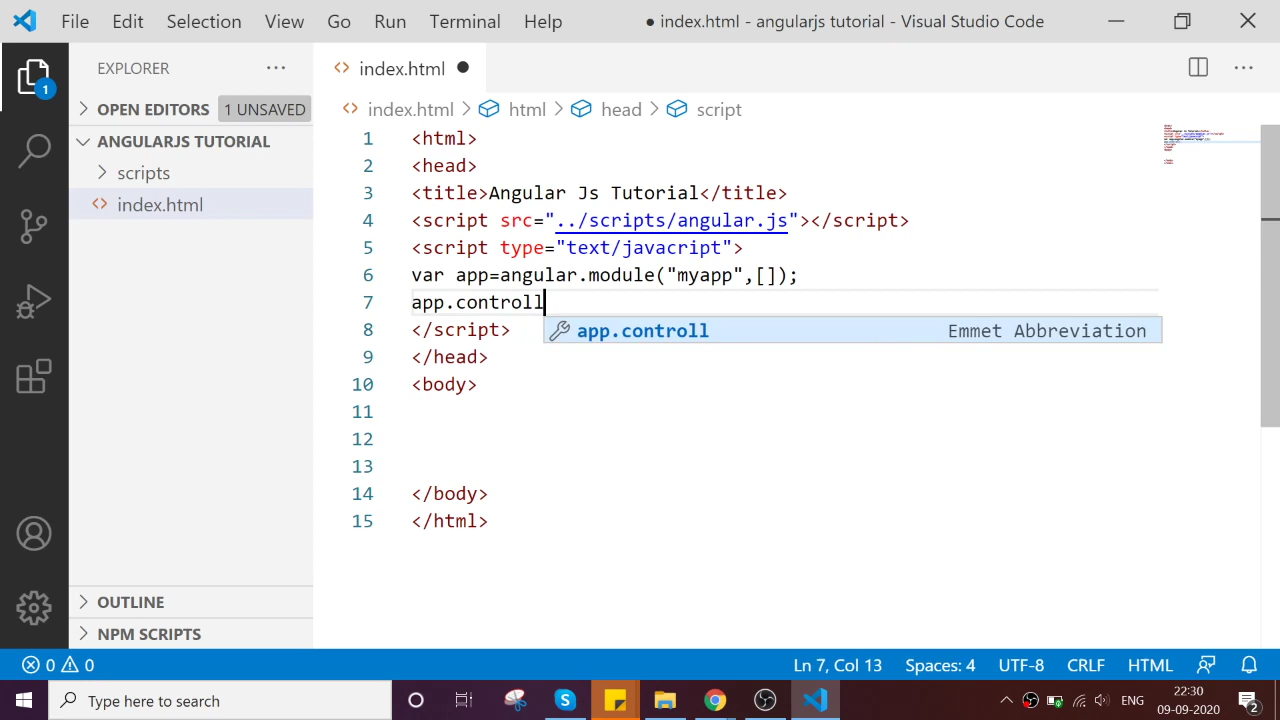 File Edit Selection View Go Run Terminal Help ● index.html - angularjs tutorial - Visual Studio Code
EXPLORER ··· index.html ● ···
1
OPEN EDITORS 1 UNSAVED
ANGULARJS TUTORIAL
scripts
index.html
OUTLINE
NPM SCRIPTS
index.html > html > head > script
1 <html>
2 <head>
3 <title>Angular Js Tutorial</title>
4 <script src="../scripts/angular.js"></script>
5 <script type="text/javacript">
6 var app=angular.module("myapp",[]);
7 app.controll
app.controll Emmet Abbreviation
8 </script>
9 </head>
10 <body>
11
12
13
14 </body>
15 </html>
0 0 Ln 7, Col 13 Spaces: 4 UTF-8 CRLF HTML
Type here to search ENG 22:30
09-09-2020 2